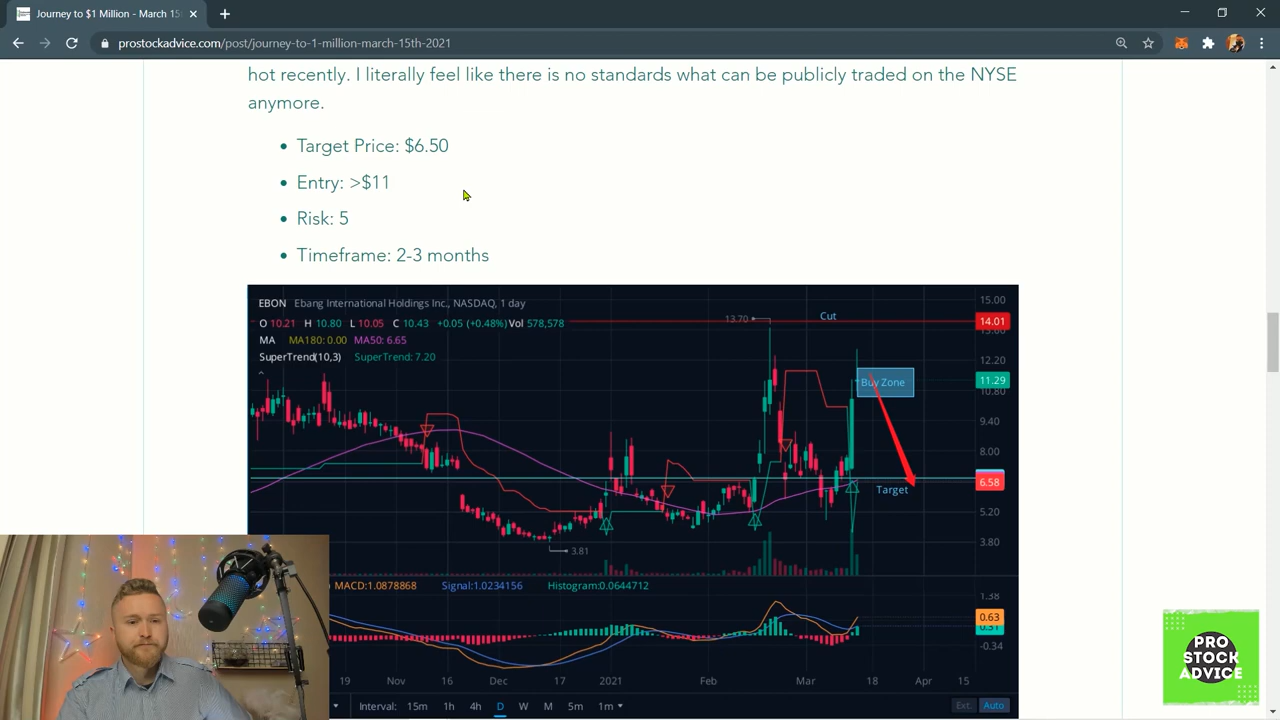 Journey to $1 Million - March 15t
prostockadvice.com/post/journey-to-1-million-march-15th-2021
hot recently. I literally feel like there is no standards what can be publicly traded on the NYSE
anymore.
• Target Price: $6.50
• Entry: >$11
• Risk: 5
• Timeframe: 2-3 months
EBON Ebang International Holdings Inc., NASDAQ, 1 day
O 10.21 H 10.80 L 10.05 C 10.43 +0.05 (+0.48%) Vol 578,578
MA MA180: 0.00 MA50: 6.65
SuperTrend(10,3) SuperTrend: 7.20
13.70
Cut
Buy Zone
Target
3.81
15.00
14.01
12.20
11.29
10.80
9.40
8.00
6.58
5.20
3.80
MACD:1.0878868 Signal:1.0234156 Histogram:0.0644712
1.38
0.63
-0.34
19 Nov 16 Dec 17 2021 Feb Mar 18 Apr 15
Interval: 15m 1h 4h D W M 5m 1m
Ext. Auto
PRO
STOCK
ADVICE